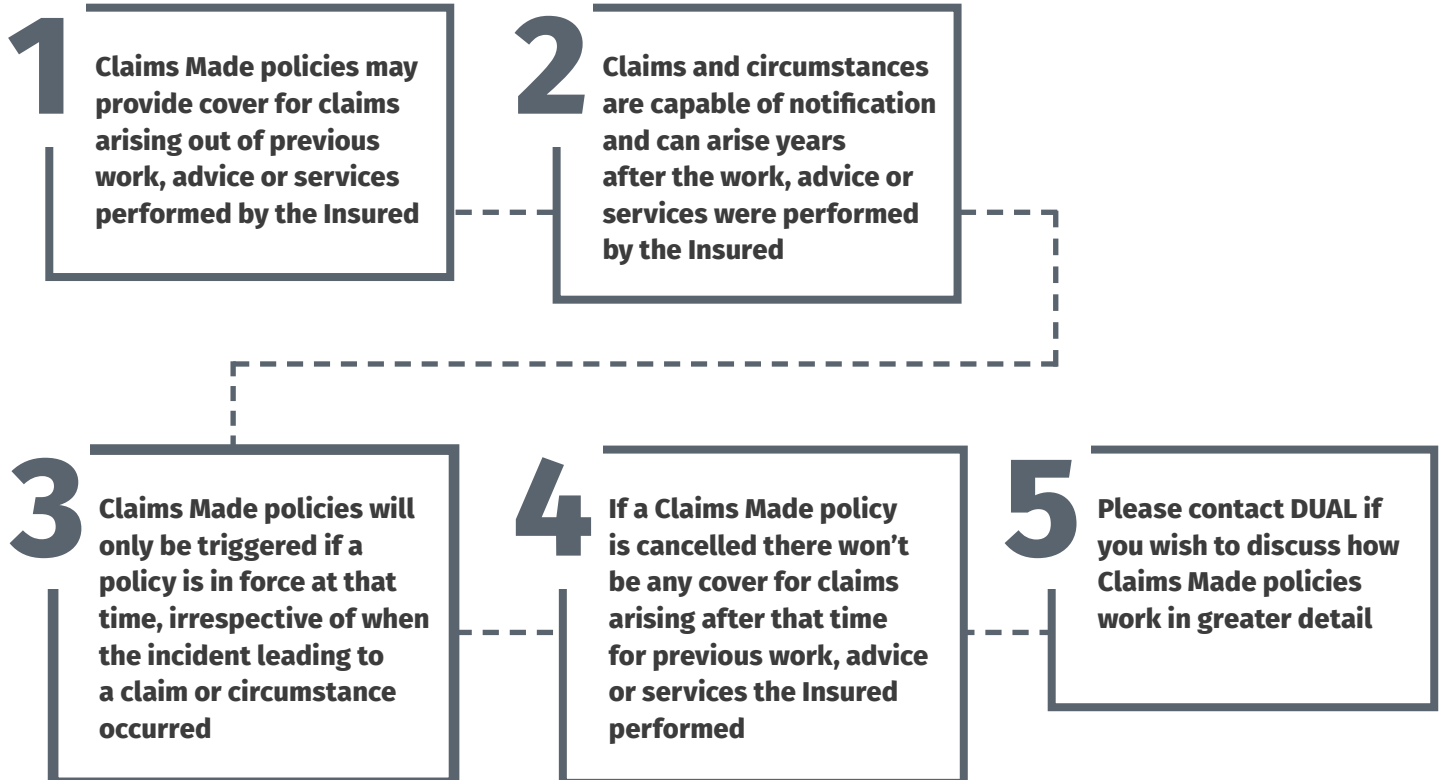 1
Claims Made policies may
provide cover for claims
arising out of previous
work, advice or services
performed by the Insured
2
Claims and circumstances
are capable of notification
and can arise years
after the work, advice or
services were performed
by the Insured
3
Claims Made policies will
only be triggered if a
policy is in force at that
time, irrespective of when
the incident leading to
a claim or circumstance
occurred
4
If a Claims Made policy
is cancelled there won’t
be any cover for claims
arising after that time
for previous work, advice
or services the Insured
performed
5
Please contact DUAL if
you wish to discuss how
Claims Made policies
work in greater detail